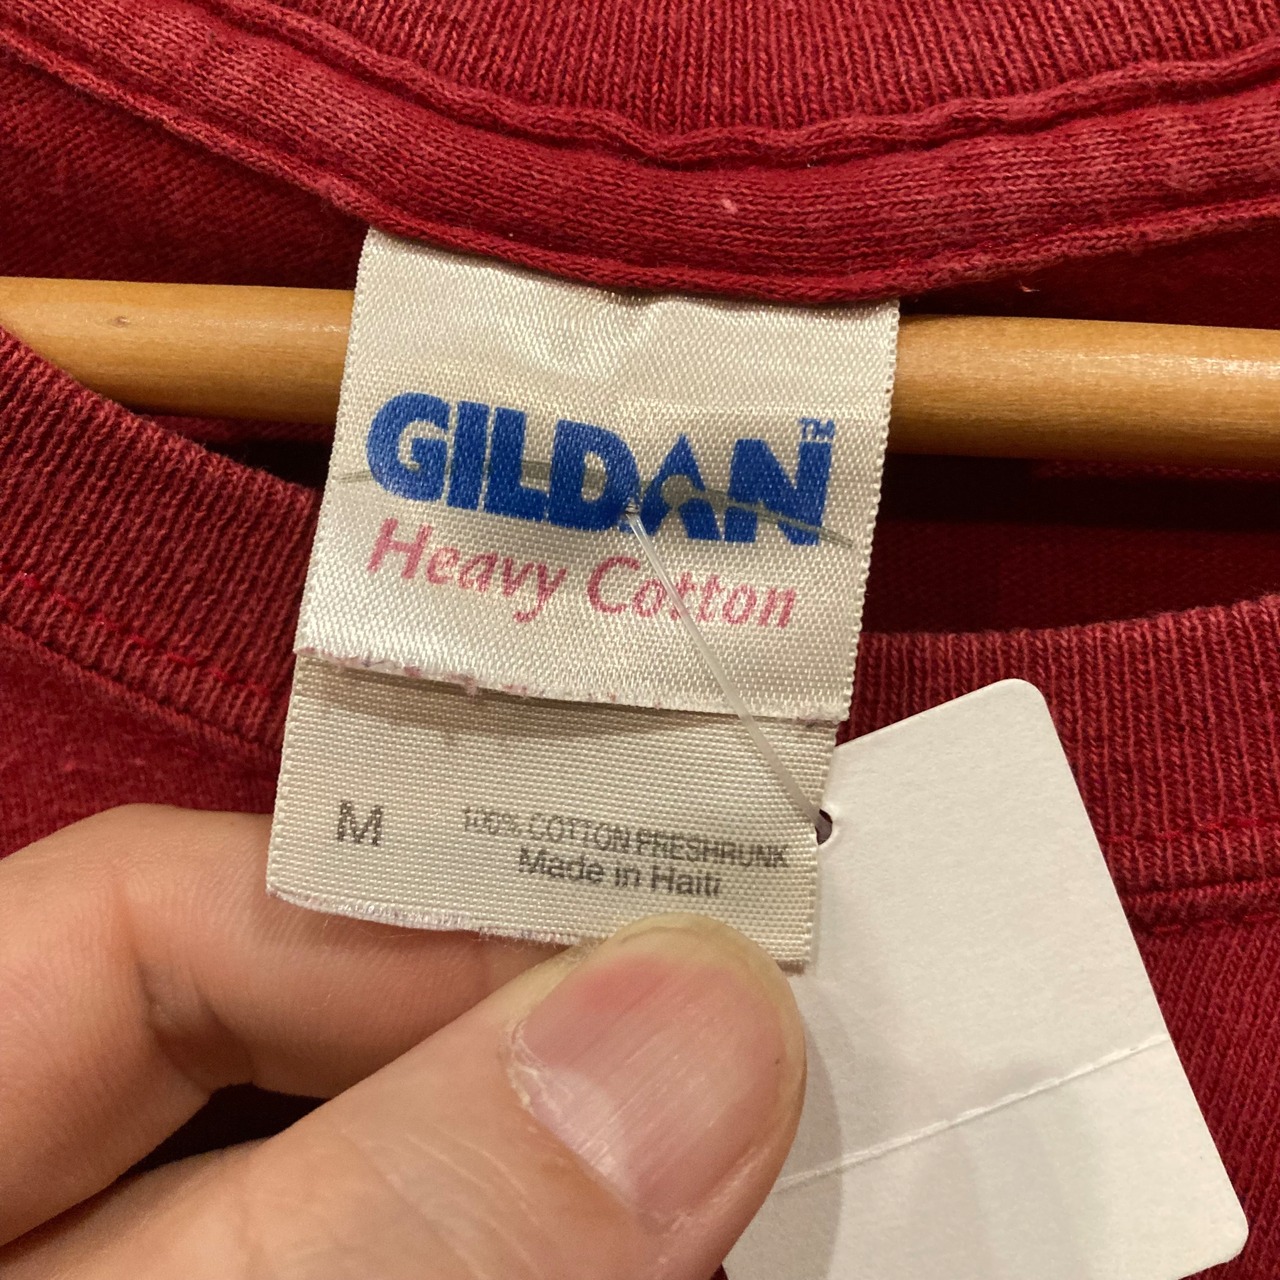 GILDAN™
Heavy Cotton
M
100% COTTON PRESHRUNK
Made in Haiti